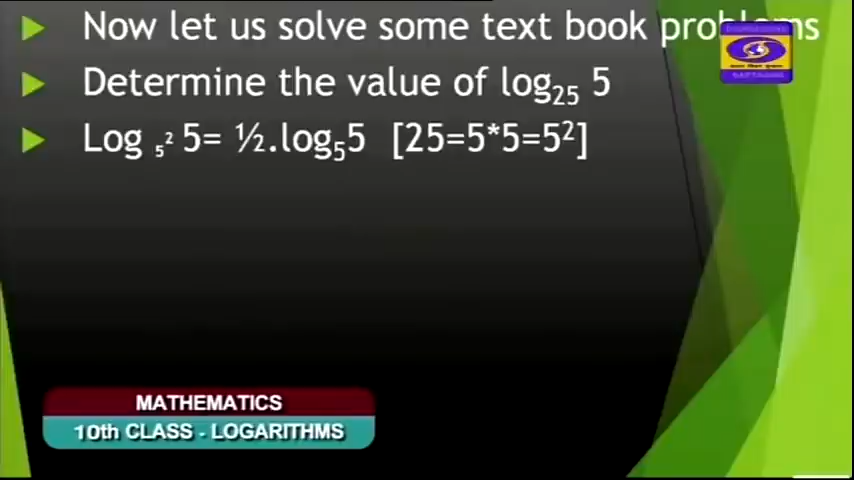 Now let us solve some text book problems
Determine the value of log₂₅ 5
Log ₅² 5= ½.log₅5 [25=5*5=5²]
MATHEMATICS
10th CLASS - LOGARITHMS